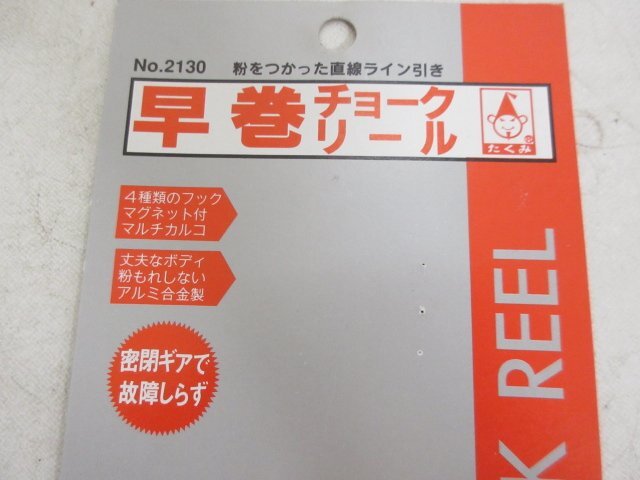 No.2130 粉をつかった直線ライン引き
早巻チョーク
リール
たくみ
4種類のフック
マグネット付
マルチカルコ
丈夫なボディ
粉もれしない
アルミ合金製
密閉ギアで
故障しらず
K REEL